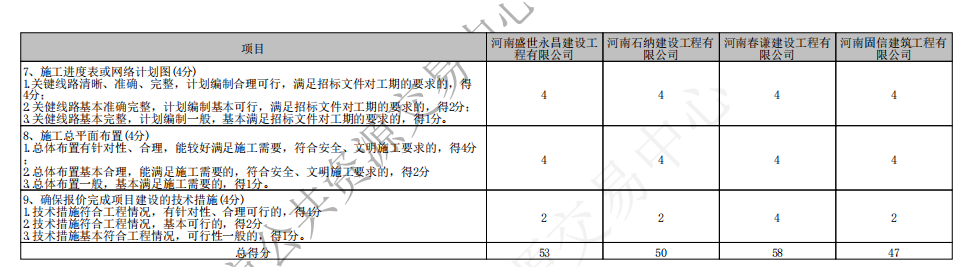 项目
河南盛世永昌建设工程有限公司
河南石纳建设工程有限公司
河南春谦建设工程有限公司
河南固信建筑工程有限公司
7、施工进度表或网络计划图(4分)
1.关键线路清晰、准确、完整，计划编制合理可行，满足招标文件对工期的要求的，得
4分；
2.关健线路基本准确完整，计划编制基本可行，满足招标文件对工期的要求的，得2分；
3.关健线路基本完整，计划编制一般，基本满足招标文件对工期的要求的，得1分。
4 4 4 4
8、施工总平面布置(4分)
1.总体布置有针对性、合理，能较好满足施工需要，符合安全、文明施工要求的，得4分
；
2.总体布置基本合理，能满足施工需要的，符合安全、文明施工要求的，得2分
3.总体布置一般，基本满足施工需要的，得1分。
4 4 4 4
9、确保报价完成项目建设的技术措施(4分)
1.技术措施符合工程情况，有针对性、合理可行的，得4分
2.技术措施符合工程情况，基本可行的，得2分
3.技术措施基本符合工程情况，可行性一般的，得1分。
2 2 4 2
总得分 53 50 58 47
公共资源交易中心
源交易中心